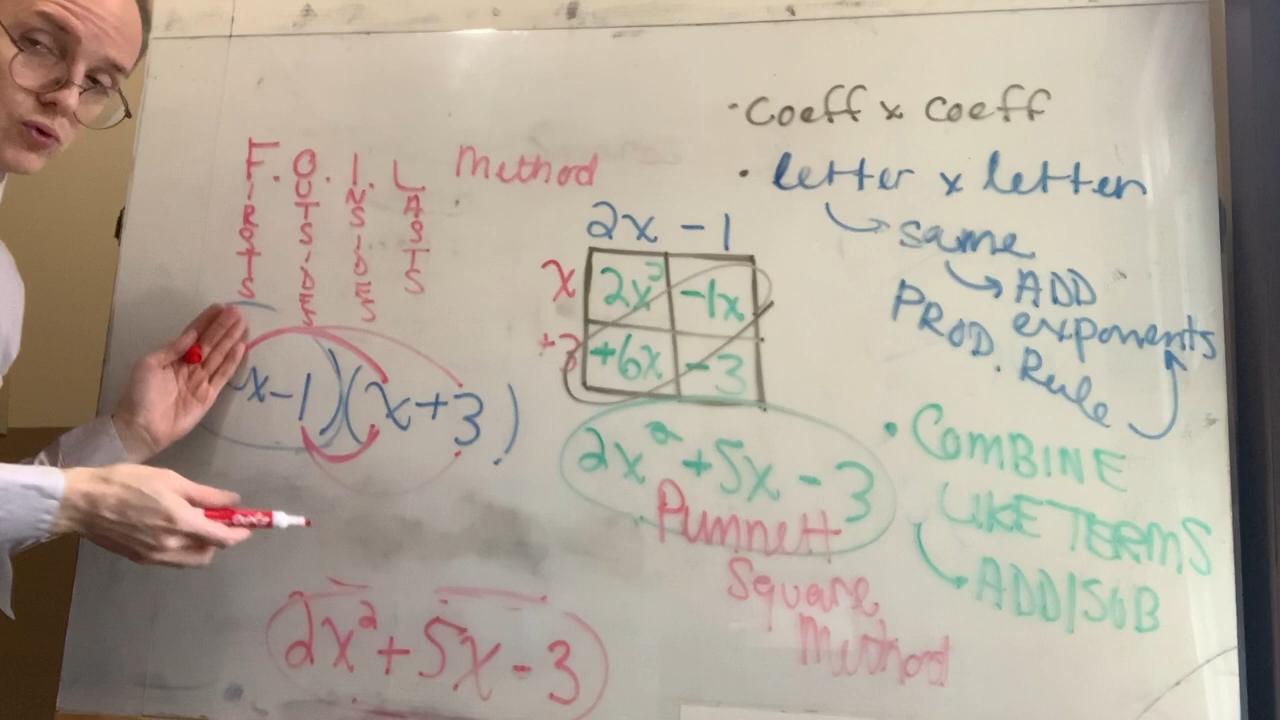 F. O. I. L Method
FIRSTS
OUTSIDES
INSIDES
LASTS
x-1)(x+3)
2x²+5x-3
2x -1
x 2x² -1x
+3 +6x -3
2x²+5x-3
Punnett
Square
Method
·Coeff x coeff
· letter x letter
same
ADD
exponents
PROD. Rule
· COMBINE
LIKE TERMS
ADD/SUB